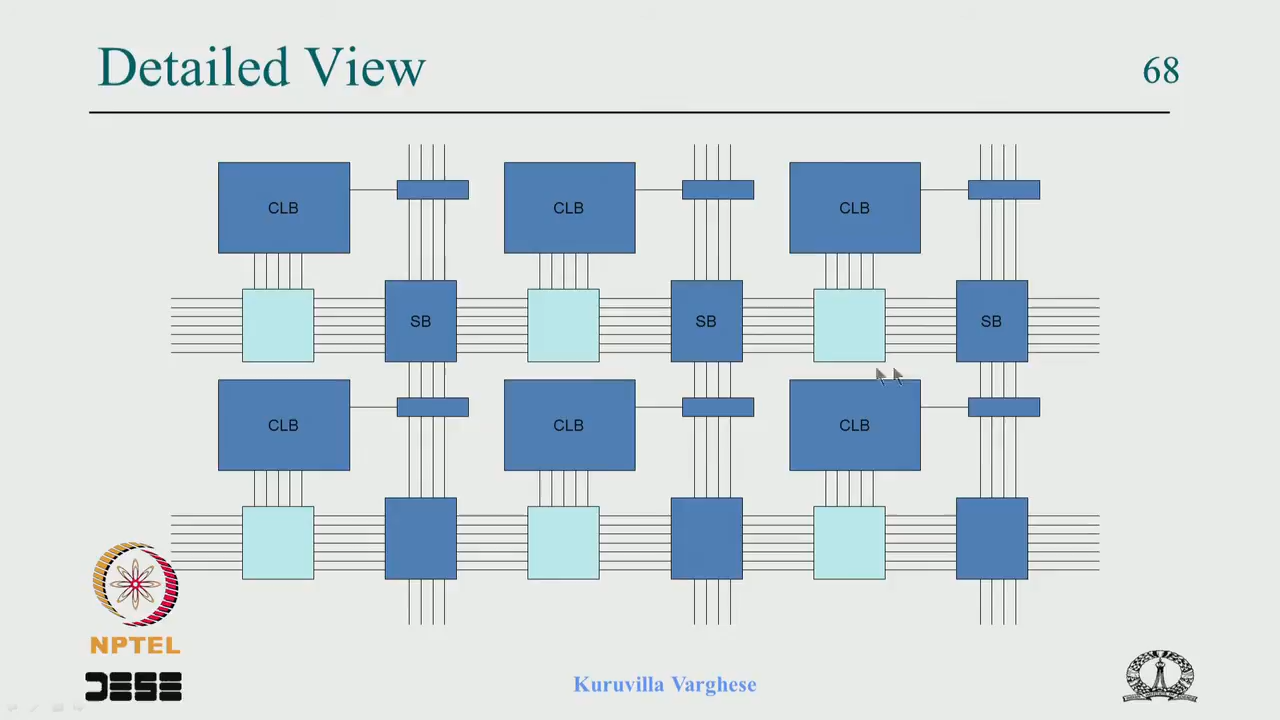 Detailed View
68
CLB
CLB
CLB
SB
SB
SB
CLB
CLB
CLB
NPTEL
DESE
Kuruvilla Varghese